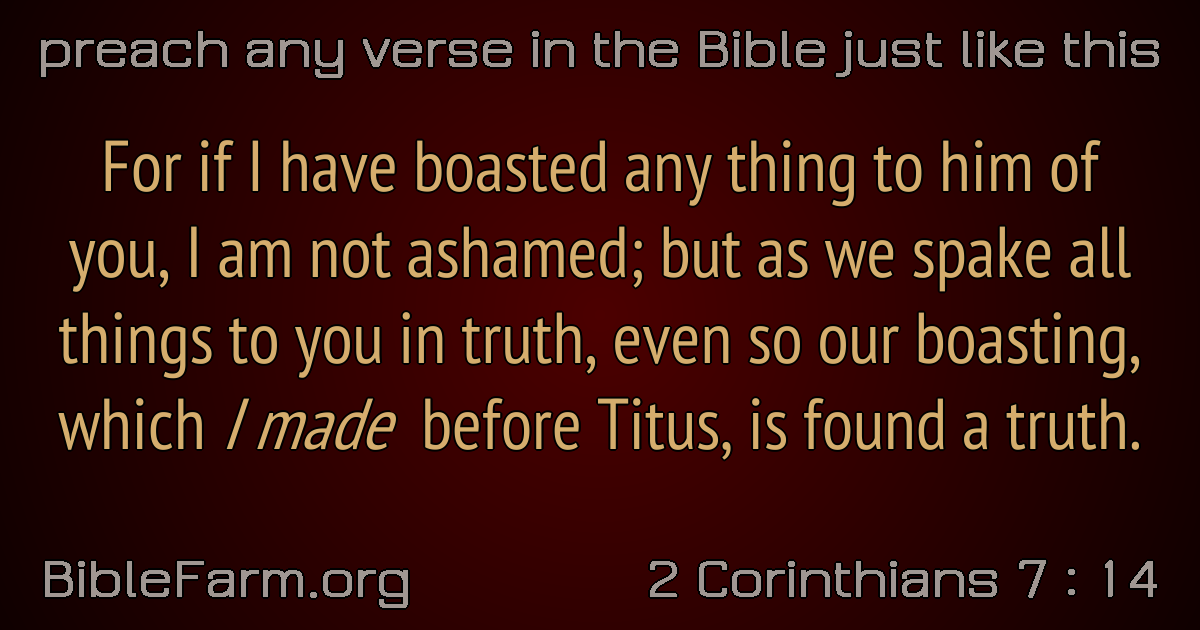 preach any verse in the Bible just like this
For if I have boasted any thing to him of
you, I am not ashamed; but as we spake all
things to you in truth, even so our boasting,
which I made before Titus, is found a truth.
BibleFarm.org
2 Corinthians 7 : 14